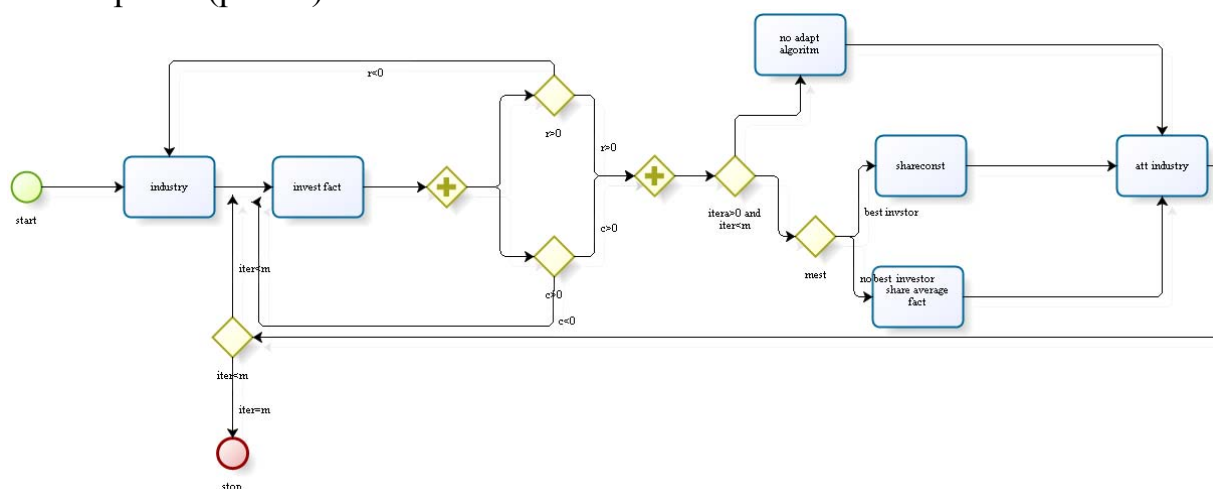 no adapt
algoritm
r<0
r>0
r>0
industry
invest fact
shareconst
att industry
start
itera>0 and
iter<m
best invstor
c>0
mest
iter<m
no best investor
share average
fact
c>0
c<0
iter<m
iter=m
stop